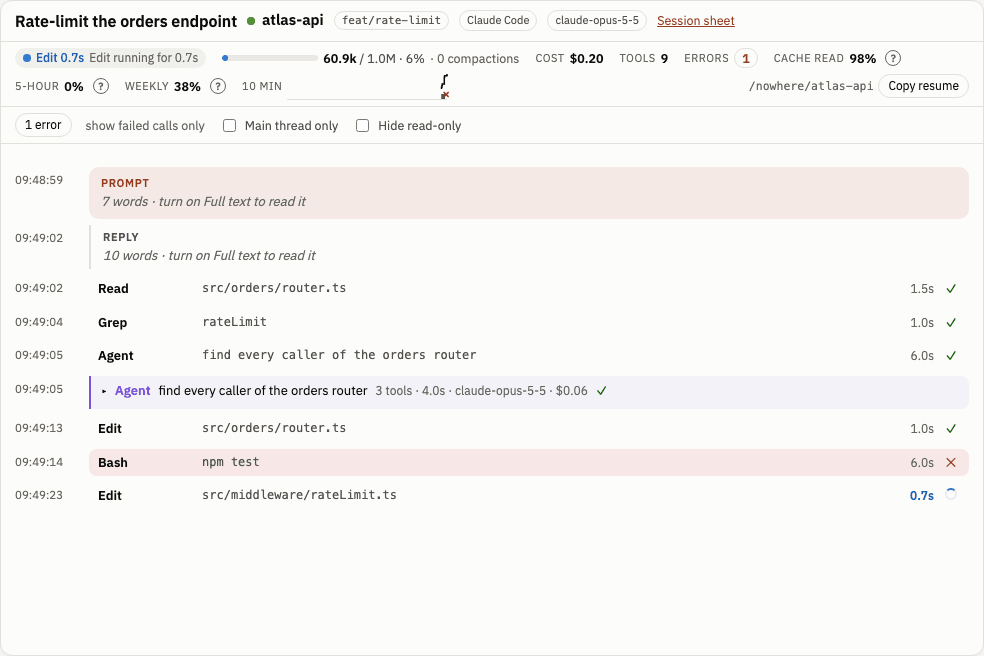 Rate-limit the orders endpoint atlas-api feat/rate-limit Claude Code claude-opus-5-5 Session sheet
Edit 0.7s Edit running for 0.7s 60.9k / 1.0M · 6% · 0 compactions COST $0.20 TOOLS 9 ERRORS 1 CACHE READ 98% ?
5-HOUR 0% ? WEEKLY 38% ? 10 MIN /nowhere/atlas-api Copy resume
1 error show failed calls only Main thread only Hide read-only
09:48:59 PROMPT
7 words · turn on Full text to read it
09:49:02 REPLY
10 words · turn on Full text to read it
09:49:02 Read src/orders/router.ts 1.5s ✓
09:49:04 Grep rateLimit 1.0s ✓
09:49:05 Agent find every caller of the orders router 6.0s ✓
09:49:05 ▸ Agent find every caller of the orders router 3 tools · 4.0s · claude-opus-5-5 · $0.06 ✓
09:49:13 Edit src/orders/router.ts 1.0s ✓
09:49:14 Bash npm test 6.0s ✕
09:49:23 Edit src/middleware/rateLimit.ts 0.7s